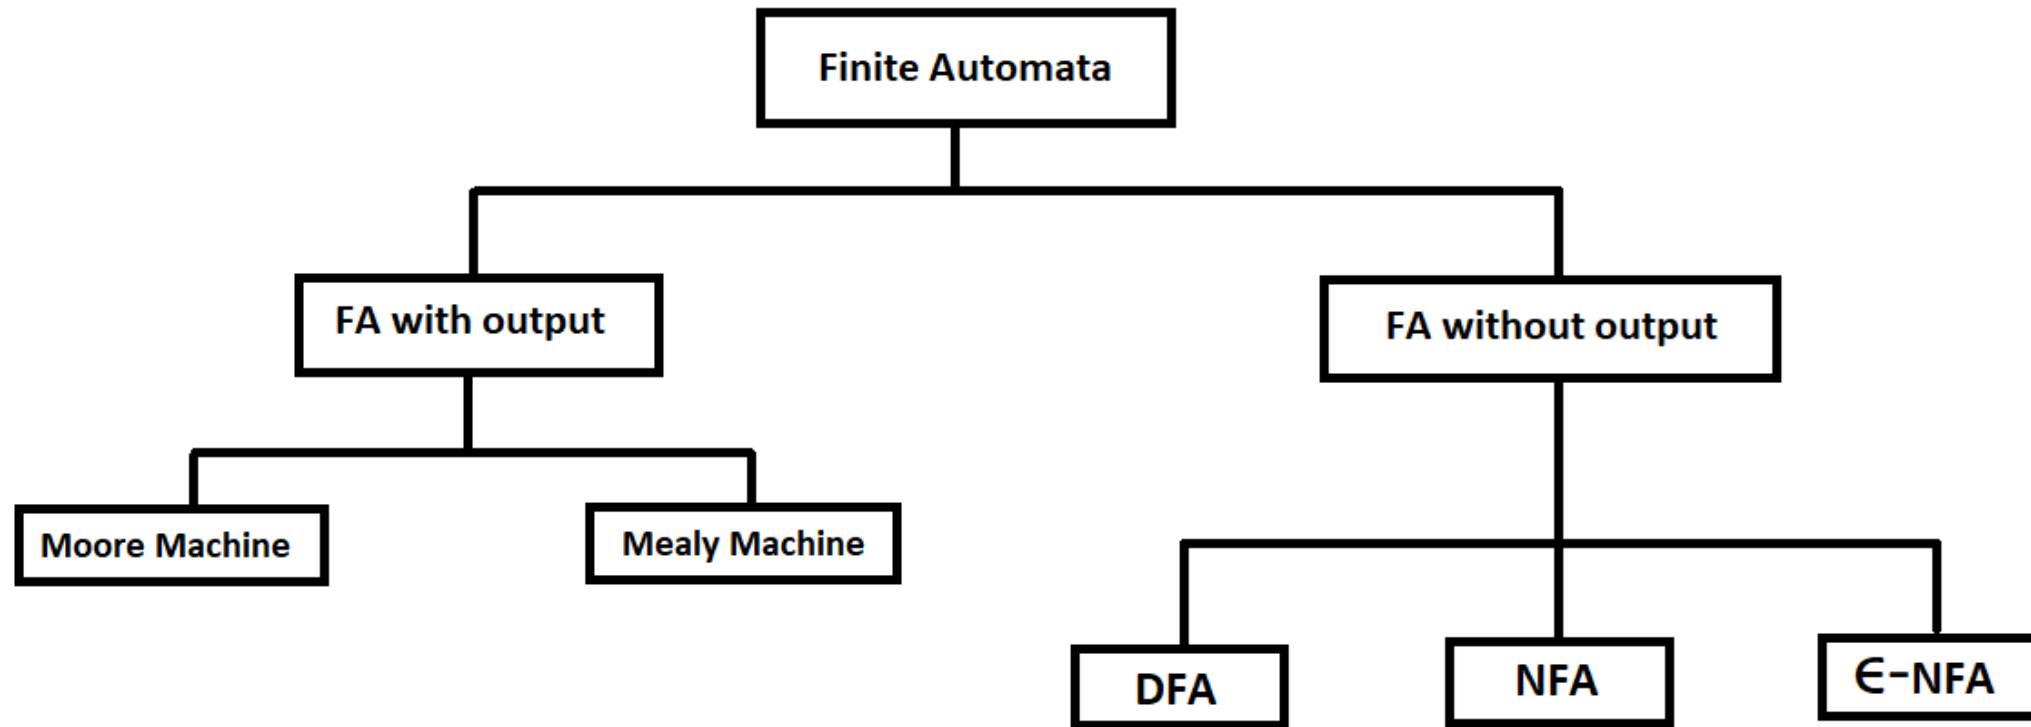 Finite Automata
FA with output
FA without output
Moore Machine
Mealy Machine
DFA
NFA
∈-NFA